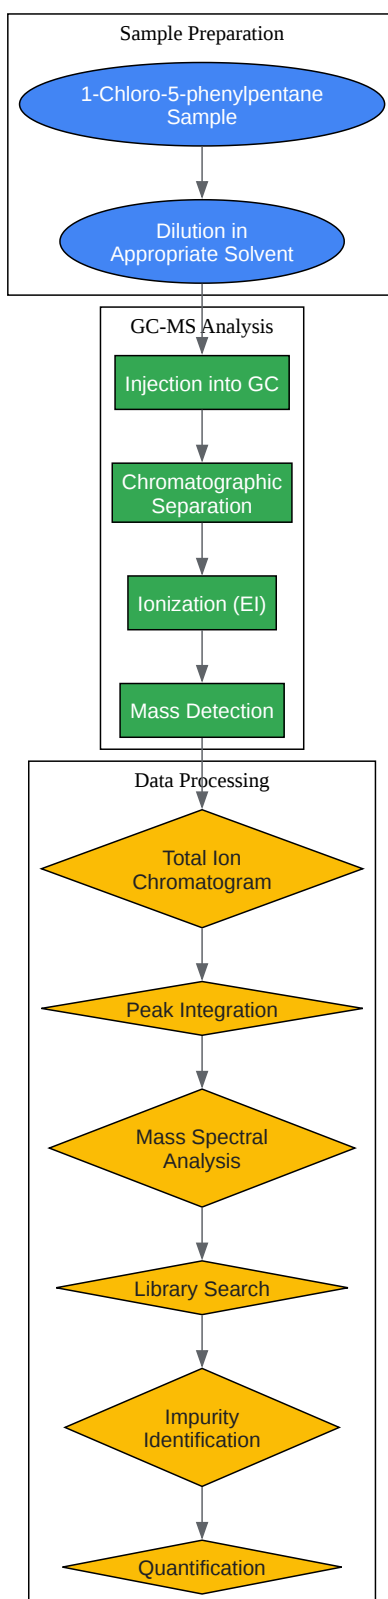 Sample Preparation
1-Chloro-5-phenylpentane
Sample
Dilution in
Appropriate Solvent
GC-MS Analysis
Injection into GC
Chromatographic
Separation
Ionization (EI)
Mass Detection
Data Processing
Total Ion
Chromatogram
Peak Integration
Mass Spectral
Analysis
Library Search
Impurity
Identification
Quantification